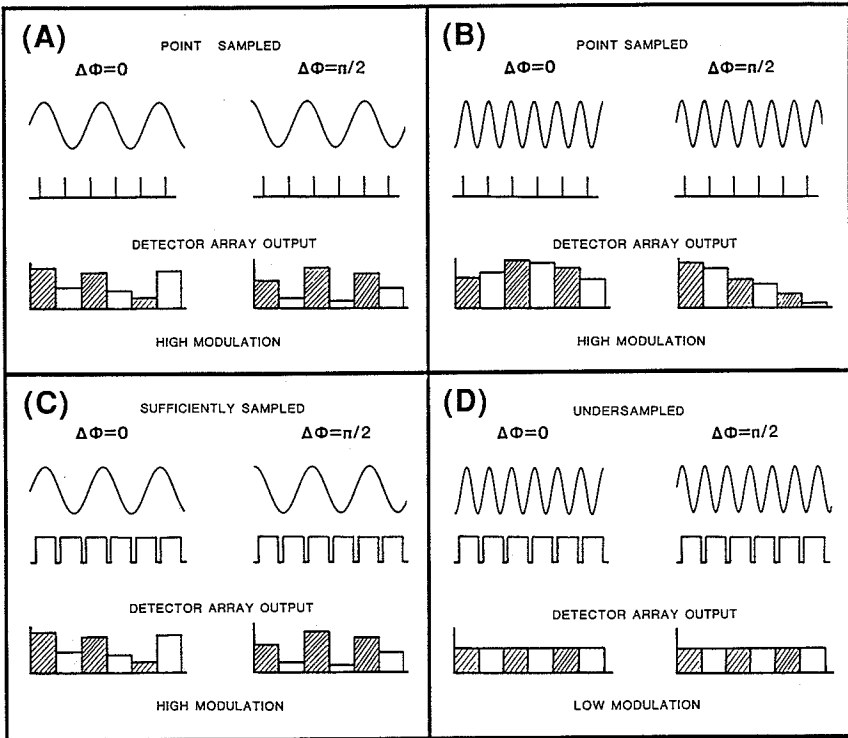 (A)
POINT SAMPLED
ΔΦ=0
ΔΦ=π/2
DETECTOR ARRAY OUTPUT
HIGH MODULATION
(B)
POINT SAMPLED
ΔΦ=0
ΔΦ=π/2
DETECTOR ARRAY OUTPUT
HIGH MODULATION
(C)
SUFFICIENTLY SAMPLED
ΔΦ=0
ΔΦ=π/2
DETECTOR ARRAY OUTPUT
HIGH MODULATION
(D)
UNDERSAMPLED
ΔΦ=0
ΔΦ=π/2
DETECTOR ARRAY OUTPUT
LOW MODULATION